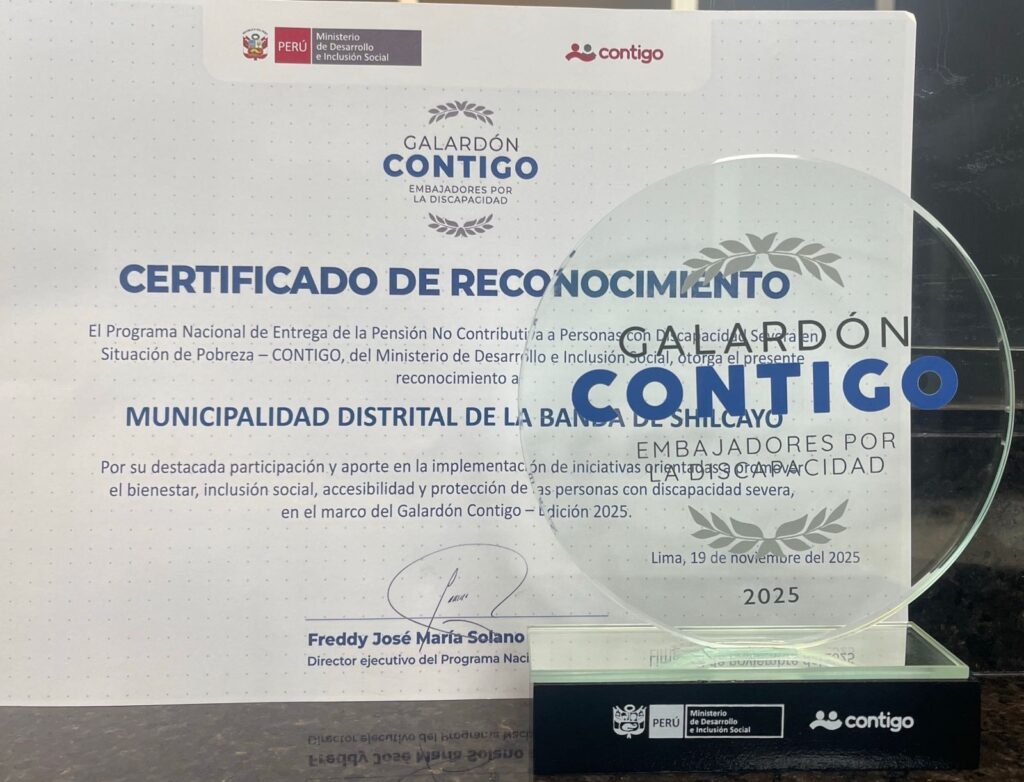 PERÚ
Ministerio
de Desarrollo
e Inclusión Social
contigo
GALARDÓN
CONTIGO
EMBAJADORES POR
LA DISCAPACIDAD
CERTIFICADO DE RECONOCIMIENTO
El Programa Nacional de Entrega de la Pensión No Contributiva a Personas con Discapacidad Severa en
Situación de Pobreza – CONTIGO, del Ministerio de Desarrollo e Inclusión Social, otorga el presente
reconocimiento a
MUNICIPALIDAD DISTRITAL DE LA BANDA DE SHILCAYO
Por su destacada participación y aporte en la implementación de iniciativas orientadas a promover
el bienestar, inclusión social, accesibilidad y protección de las personas con discapacidad severa,
en el marco del Galardón Contigo – Edición 2025.
Lima, 19 de noviembre del 2025
Freddy José María Solano
Director ejecutivo del Programa Naci
GALARDÓN
CONTIGO
EMBAJADORES POR
LA DISCAPACIDAD
2025
PERÚ
Ministerio
de Desarrollo
e Inclusión Social
contigo